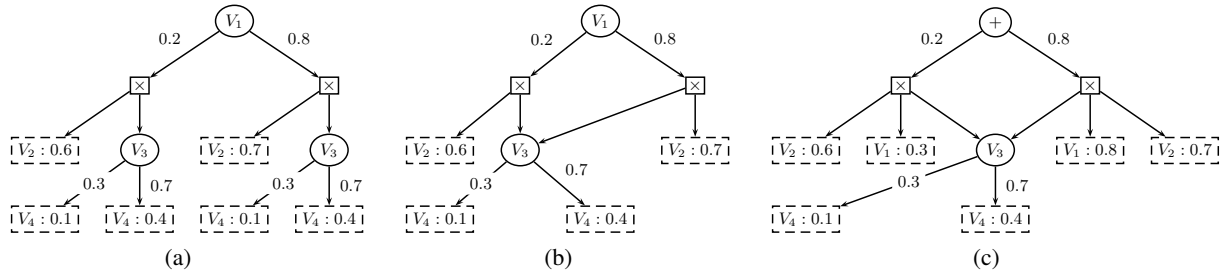 V₁ V₁ +
0.2 0.8 0.2 0.8 0.2 0.8
× × × × × ×
V₂ : 0.6 V₃ V₂ : 0.7 V₃ V₂ : 0.6 V₃ V₂ : 0.7 V₂ : 0.6 V₁ : 0.3 V₃ V₁ : 0.8 V₂ : 0.7
0.3 0.7 0.3 0.7 0.3 0.7 0.3 0.7
V₄ : 0.1 V₄ : 0.4 V₄ : 0.1 V₄ : 0.4 V₄ : 0.1 V₄ : 0.4 V₄ : 0.1 V₄ : 0.4
(a) (b) (c)